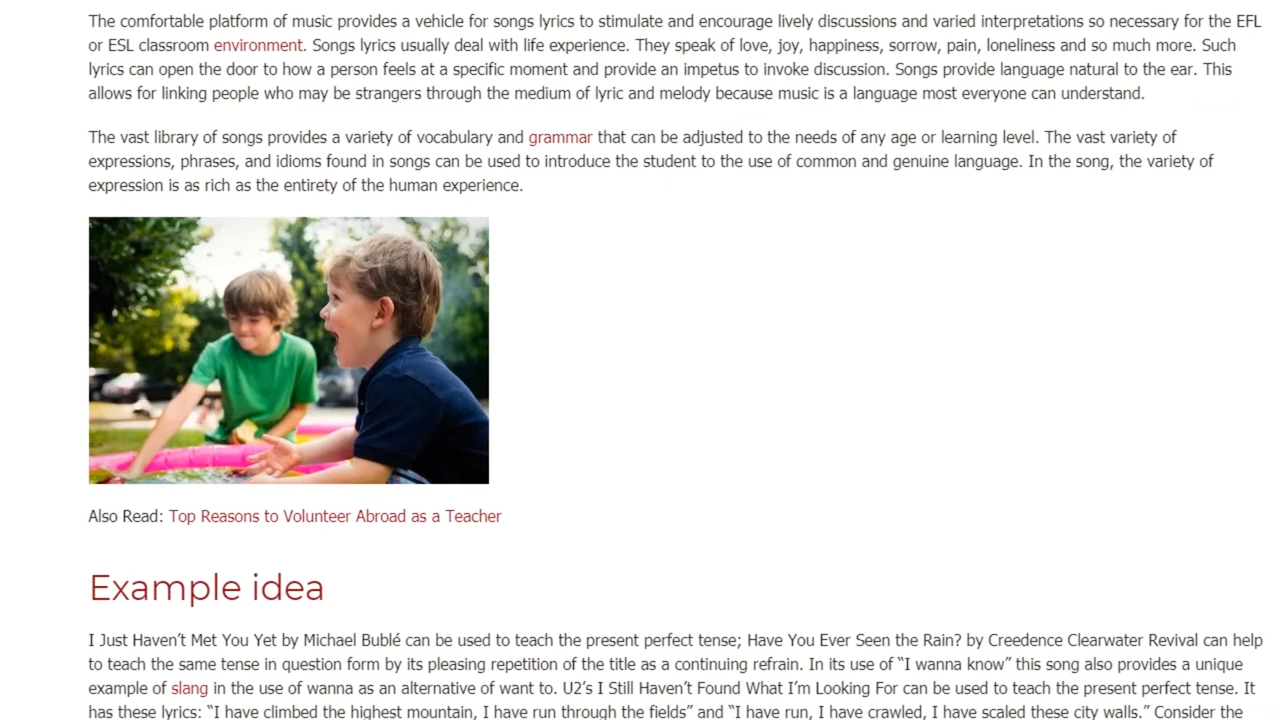 The comfortable platform of music provides a vehicle for songs lyrics to stimulate and encourage lively discussions and varied interpretations so necessary for the EFL
or ESL classroom environment. Songs lyrics usually deal with life experience. They speak of love, joy, happiness, sorrow, pain, loneliness and so much more. Such
lyrics can open the door to how a person feels at a specific moment and provide an impetus to invoke discussion. Songs provide language natural to the ear. This
allows for linking people who may be strangers through the medium of lyric and melody because music is a language most everyone can understand.
The vast library of songs provides a variety of vocabulary and grammar that can be adjusted to the needs of any age or learning level. The vast variety of
expressions, phrases, and idioms found in songs can be used to introduce the student to the use of common and genuine language. In the song, the variety of
expression is as rich as the entirety of the human experience.
Also Read: Top Reasons to Volunteer Abroad as a Teacher
Example idea
I Just Haven’t Met You Yet by Michael Bublé can be used to teach the present perfect tense; Have You Ever Seen the Rain? by Creedence Clearwater Revival can help
to teach the same tense in question form by its pleasing repetition of the title as a continuing refrain. In its use of “I wanna know” this song also provides a unique
example of slang in the use of wanna as an alternative of want to. U2’s I Still Haven’t Found What I’m Looking For can be used to teach the present perfect tense. It
has these lyrics: “I have climbed the highest mountain, I have run through the fields” and “I have run, I have crawled, I have scaled these city walls.” Consider the